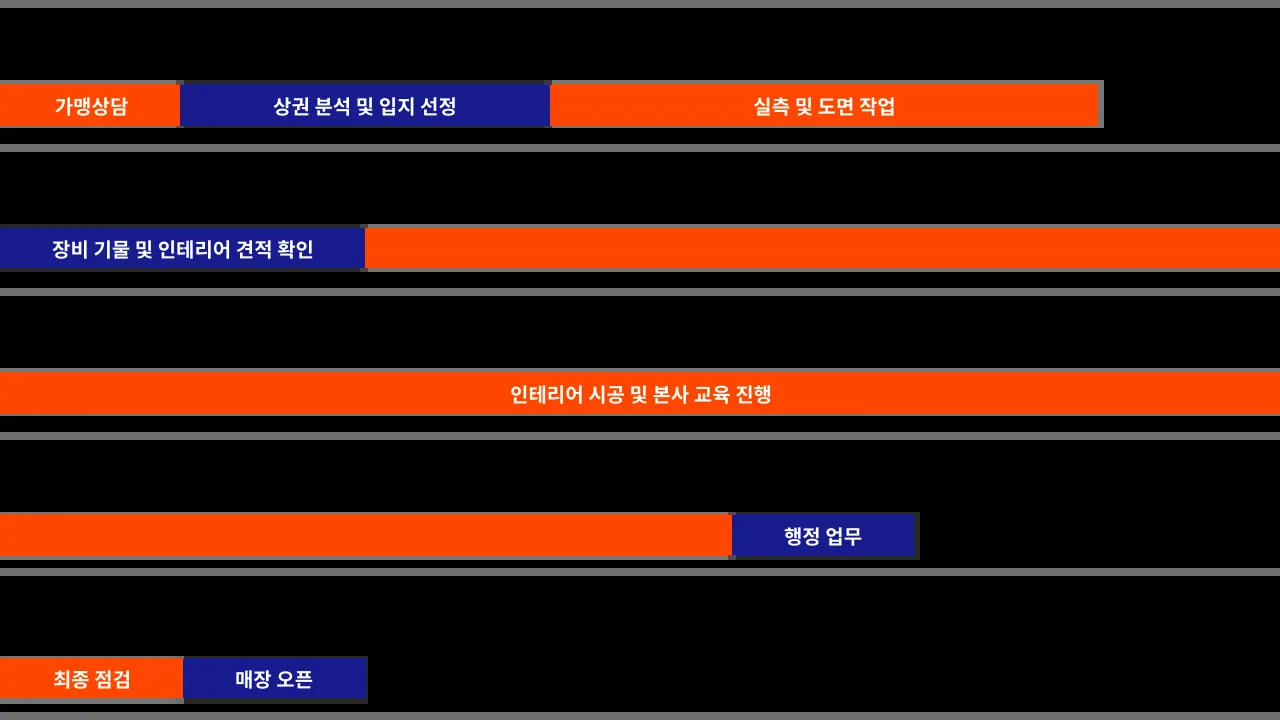 가맹상담
상권 분석 및 입지 선정
실측 및 도면 작업
장비 기물 및 인테리어 견적 확인
인테리어 시공 및 본사 교육 진행
행정 업무
최종 점검
매장 오픈